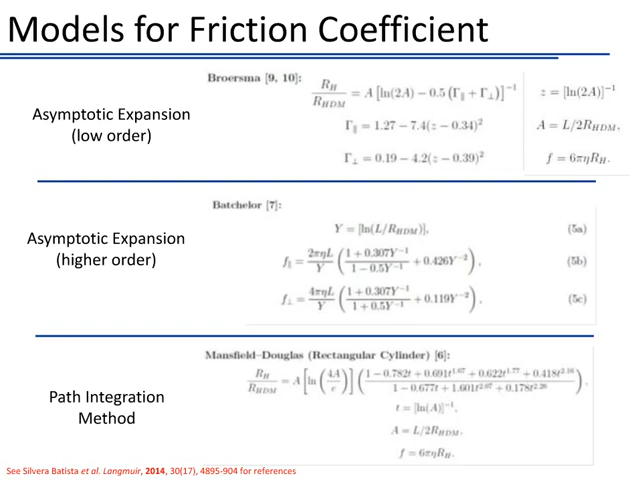 Models for Friction Coefficient
Broersma [9, 10]:
R_H / R_HDM = A [ln(2A) − 0.5 (Γ∥ + Γ⊥)]^−1
z = [ln(2A)]^−1
Asymptotic Expansion
(low order)
Γ∥ = 1.27 − 7.4(z − 0.34)^2
A = L/2R_HDM,
Γ⊥ = 0.19 − 4.2(z − 0.39)^2
f = 6πηR_H.
Batchelor [7]:
Y = [ln(L/R_HDM)], (5a)
Asymptotic Expansion
(higher order)
f∥ = 2πηL / Y ( (1 + 0.307Y^−1) / (1 − 0.5Y^−1) + 0.426Y^−2 ), (5b)
f⊥ = 4πηL / Y ( (1 + 0.307Y^−1) / (1 + 0.5Y^−1) + 0.119Y^−2 ), (5c)
Mansfield–Douglas (Rectangular Cylinder) [6]:
R_H / R_HDM = A [ln (4A / e)] ( (1 − 0.782t + 0.691t^1.67 + 0.622t^1.77 + 0.418t^2.16) / (1 − 0.677t + 1.601t^2.67 + 0.178t^2.26) ),
Path Integration
Method
t = [ln(A)]^−1,
A = L/2R_HDM,
f = 6πηR_H.
See Silvera Batista et al. Langmuir, 2014, 30(17), 4895-904 for references